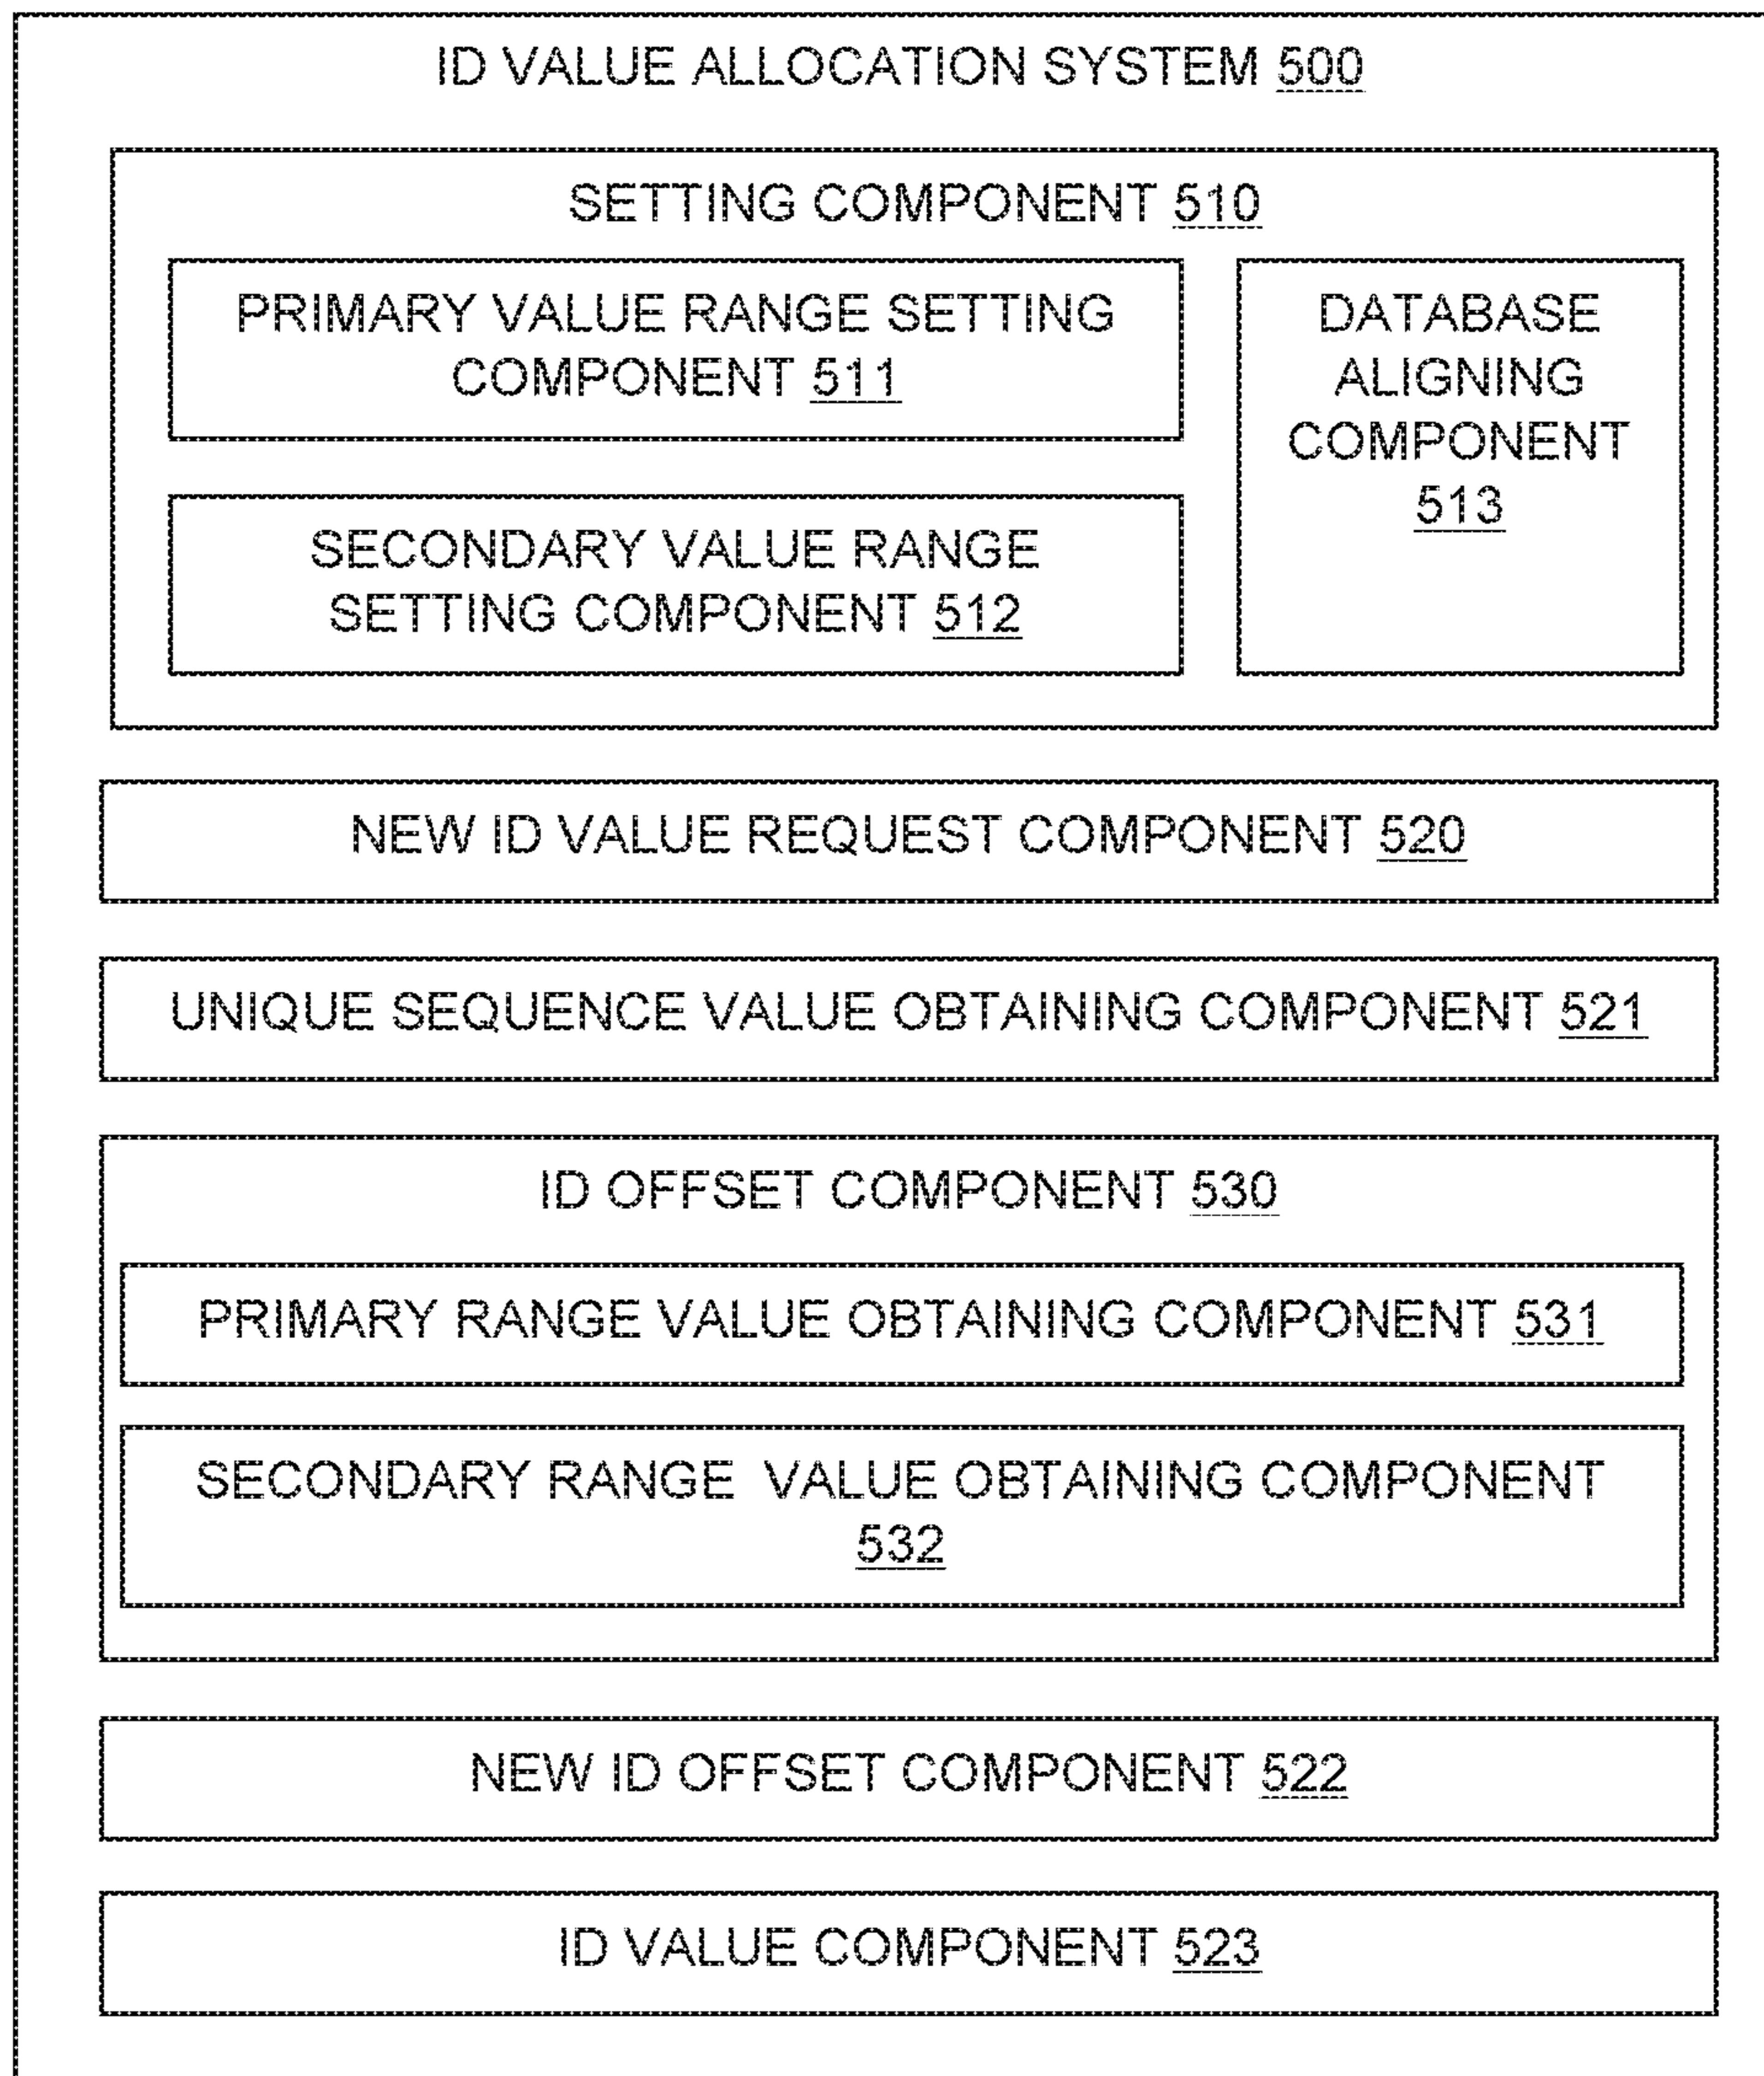 ID VALUE ALLOCATION SYSTEM 500
SETTING COMPONENT 510
PRIMARY VALUE RANGE SETTING
COMPONENT 511
SECONDARY VALUE RANGE
SETTING COMPONENT 512
DATABASE
ALIGNING
COMPONENT
513
NEW ID VALUE REQUEST COMPONENT 520
UNIQUE SEQUENCE VALUE OBTAINING COMPONENT 521
ID OFFSET COMPONENT 530
PRIMARY RANGE VALUE OBTAINING COMPONENT 531
SECONDARY RANGE VALUE OBTAINING COMPONENT
532
NEW ID OFFSET COMPONENT 522
ID VALUE COMPONENT 523